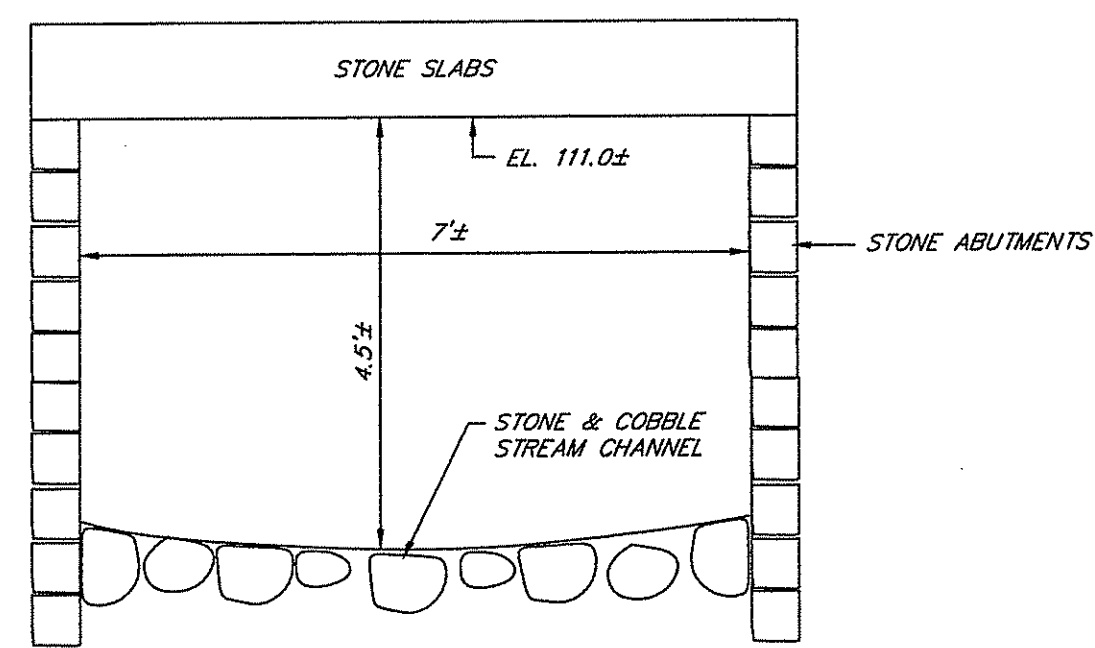 STONE SLABS
EL. 111.0±
7'±
STONE ABUTMENTS
4.5'±
STONE & COBBLE
STREAM CHANNEL